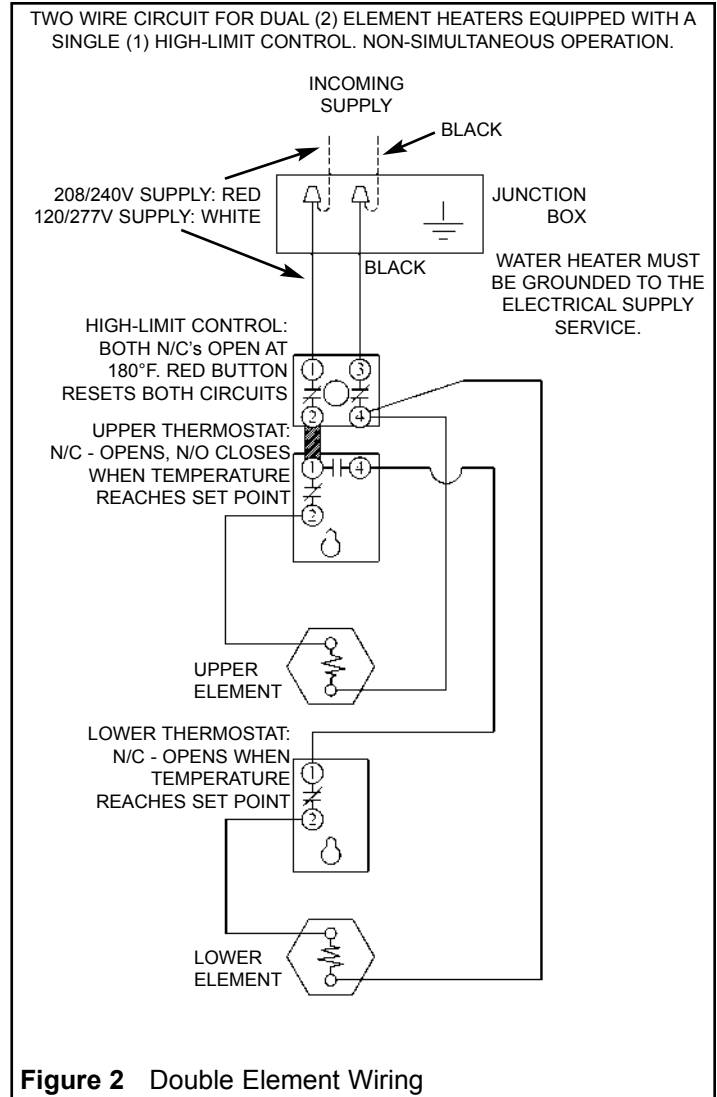 TWO WIRE CIRCUIT FOR DUAL (2) ELEMENT HEATERS EQUIPPED WITH A
SINGLE (1) HIGH-LIMIT CONTROL. NON-SIMULTANEOUS OPERATION.
INCOMING
SUPPLY
BLACK
208/240V SUPPLY: RED
120/277V SUPPLY: WHITE
JUNCTION
BOX
BLACK
WATER HEATER MUST
BE GROUNDED TO THE
ELECTRICAL SUPPLY
SERVICE.
HIGH-LIMIT CONTROL:
BOTH N/C's OPEN AT
180°F. RED BUTTON
RESETS BOTH CIRCUITS
1 3
2 4
UPPER THERMOSTAT:
N/C - OPENS, N/O CLOSES
WHEN TEMPERATURE
REACHES SET POINT
1 4
2
UPPER
ELEMENT
LOWER THERMOSTAT:
N/C - OPENS WHEN
TEMPERATURE
REACHES SET POINT
1
2
LOWER
ELEMENT
Figure 2 Double Element Wiring